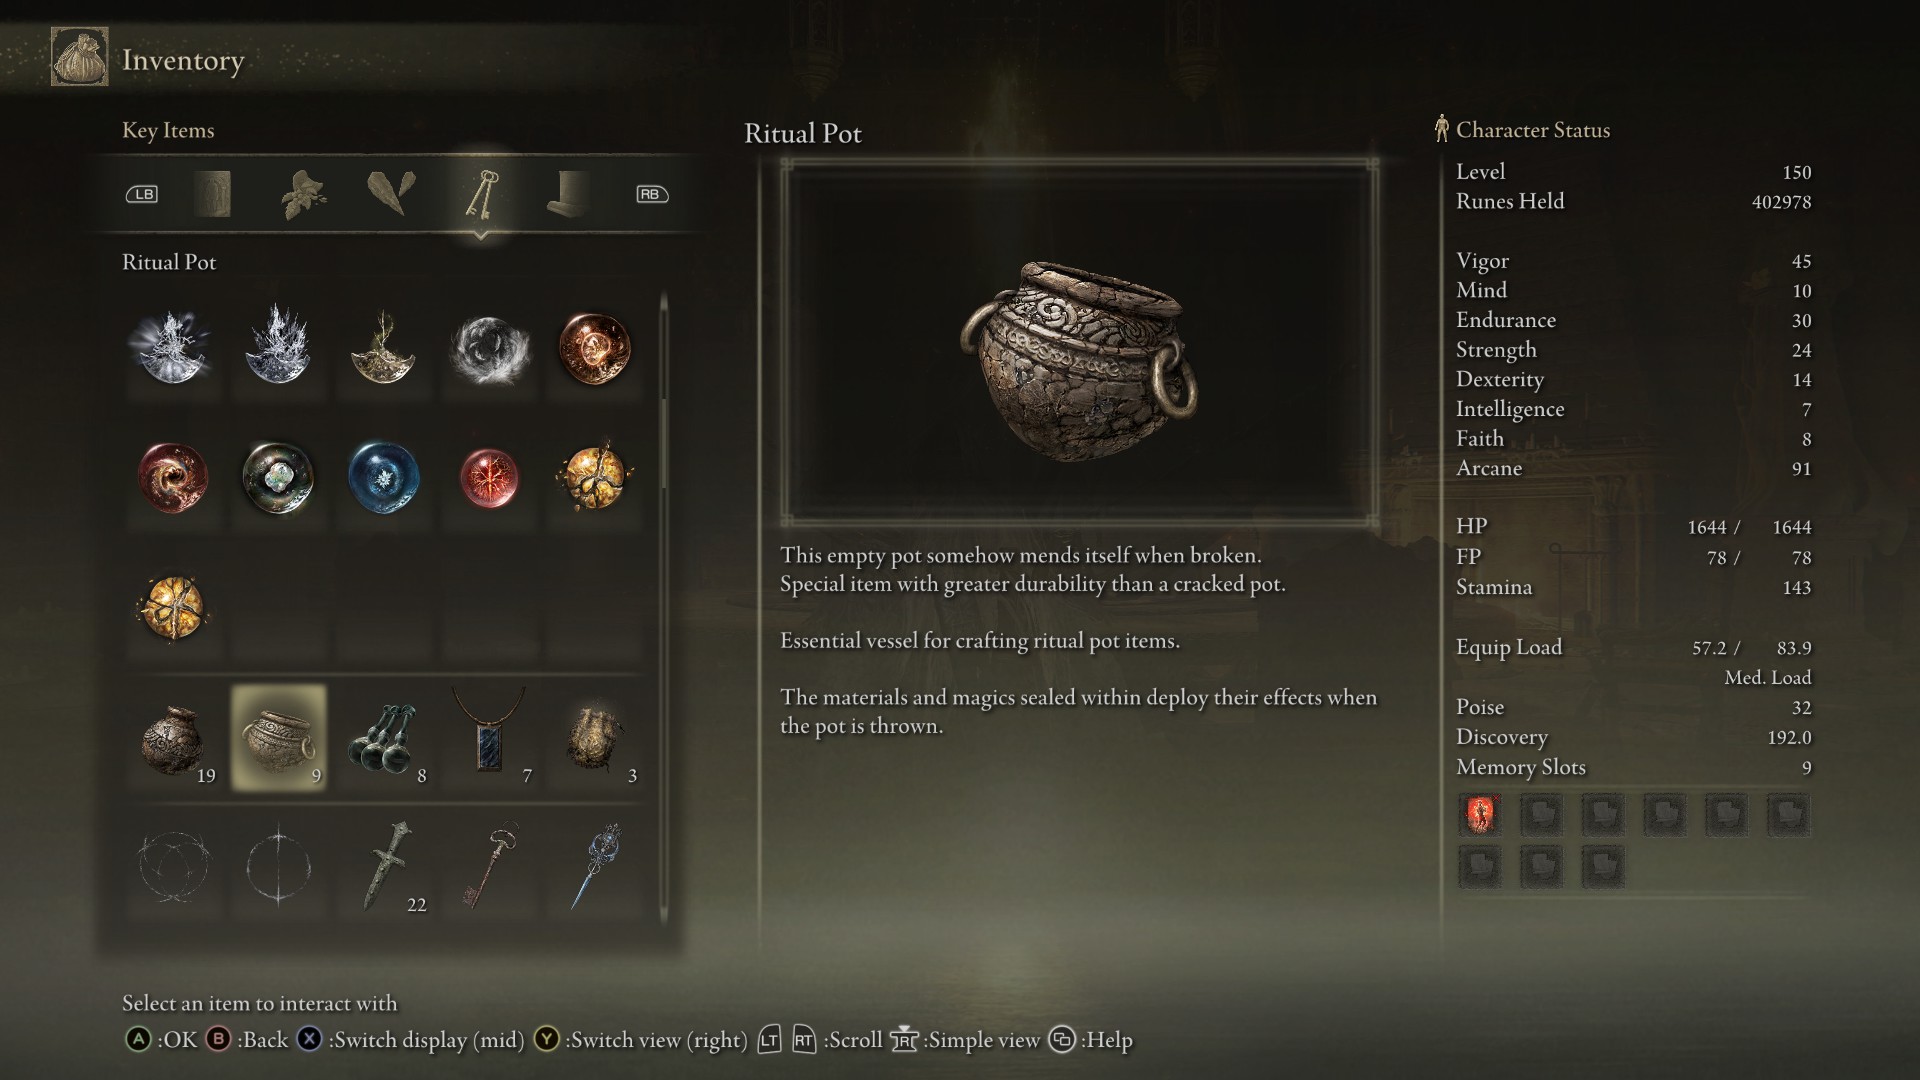 Inventory
Key Items
LB
RB
Ritual Pot
19
9
8
7
3
22
Ritual Pot
This empty pot somehow mends itself when broken.
Special item with greater durability than a cracked pot.
Essential vessel for crafting ritual pot items.
The materials and magics sealed within deploy their effects when
the pot is thrown.
Character Status
Level 150
Runes Held 402978
Vigor 45
Mind 10
Endurance 30
Strength 24
Dexterity 14
Intelligence 7
Faith 8
Arcane 91
HP 1644 / 1644
FP 78 / 78
Stamina 143
Equip Load 57.2 / 83.9
Med. Load
Poise 32
Discovery 192.0
Memory Slots 9
Select an item to interact with
A :OK B :Back X :Switch display (mid) Y :Switch view (right) LT RT :Scroll R :Simple view :Help